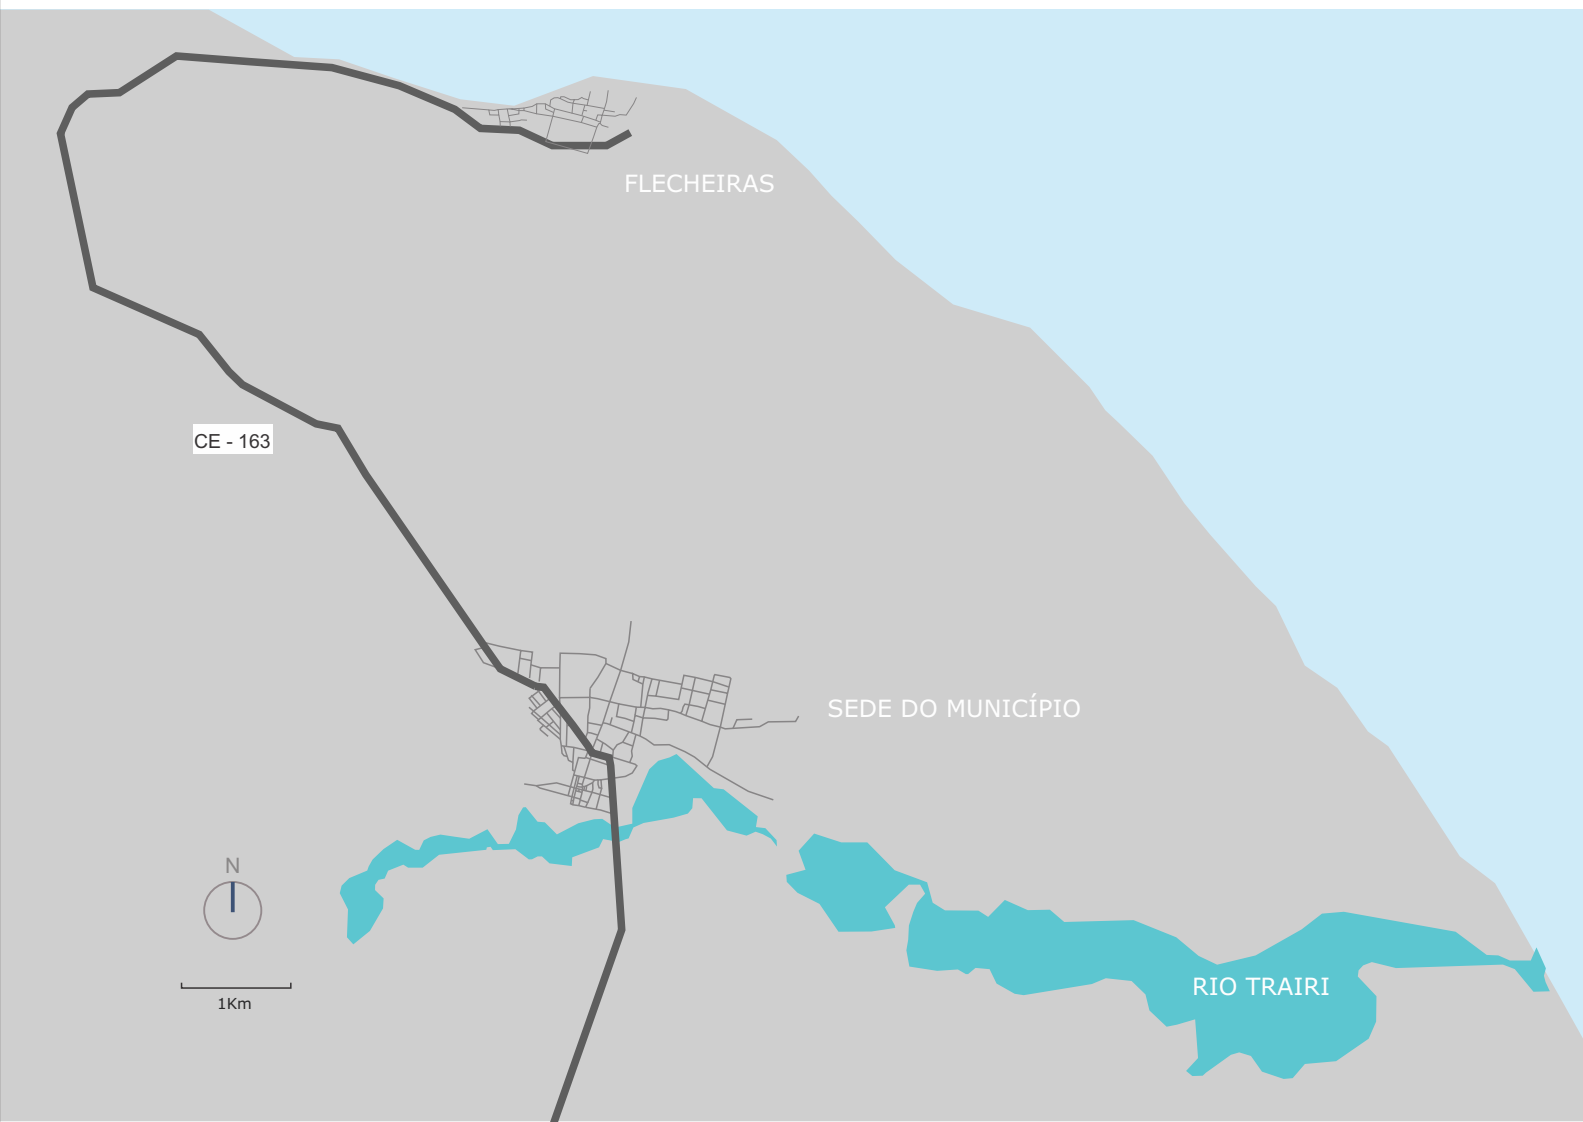 FLECHEIRAS
CE - 163
SEDE DO MUNICÍPIO
N
RIO TRAIRI
1Km